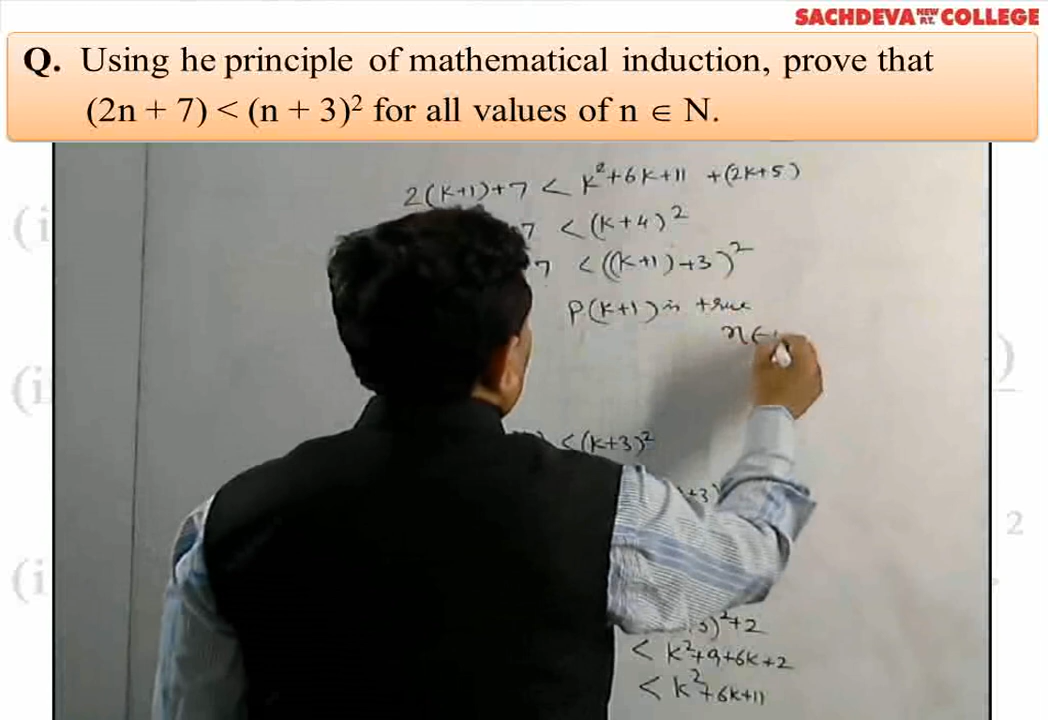 SACHDEVA NEW P.T. COLLEGE
Q. Using he principle of mathematical induction, prove that
(2n + 7) < (n + 3)² for all values of n ∈ N.
2(k+1)+7 < k²+6k+11 +(2k+5)
7 < (k+4)²
7 < ((k+1)+3)²
P(k+1) is true
n ∈
< (k+3)²
+3)
)²+2
< k²+9+6k+2
< k²+6k+11
(i
)
(i
2
(i